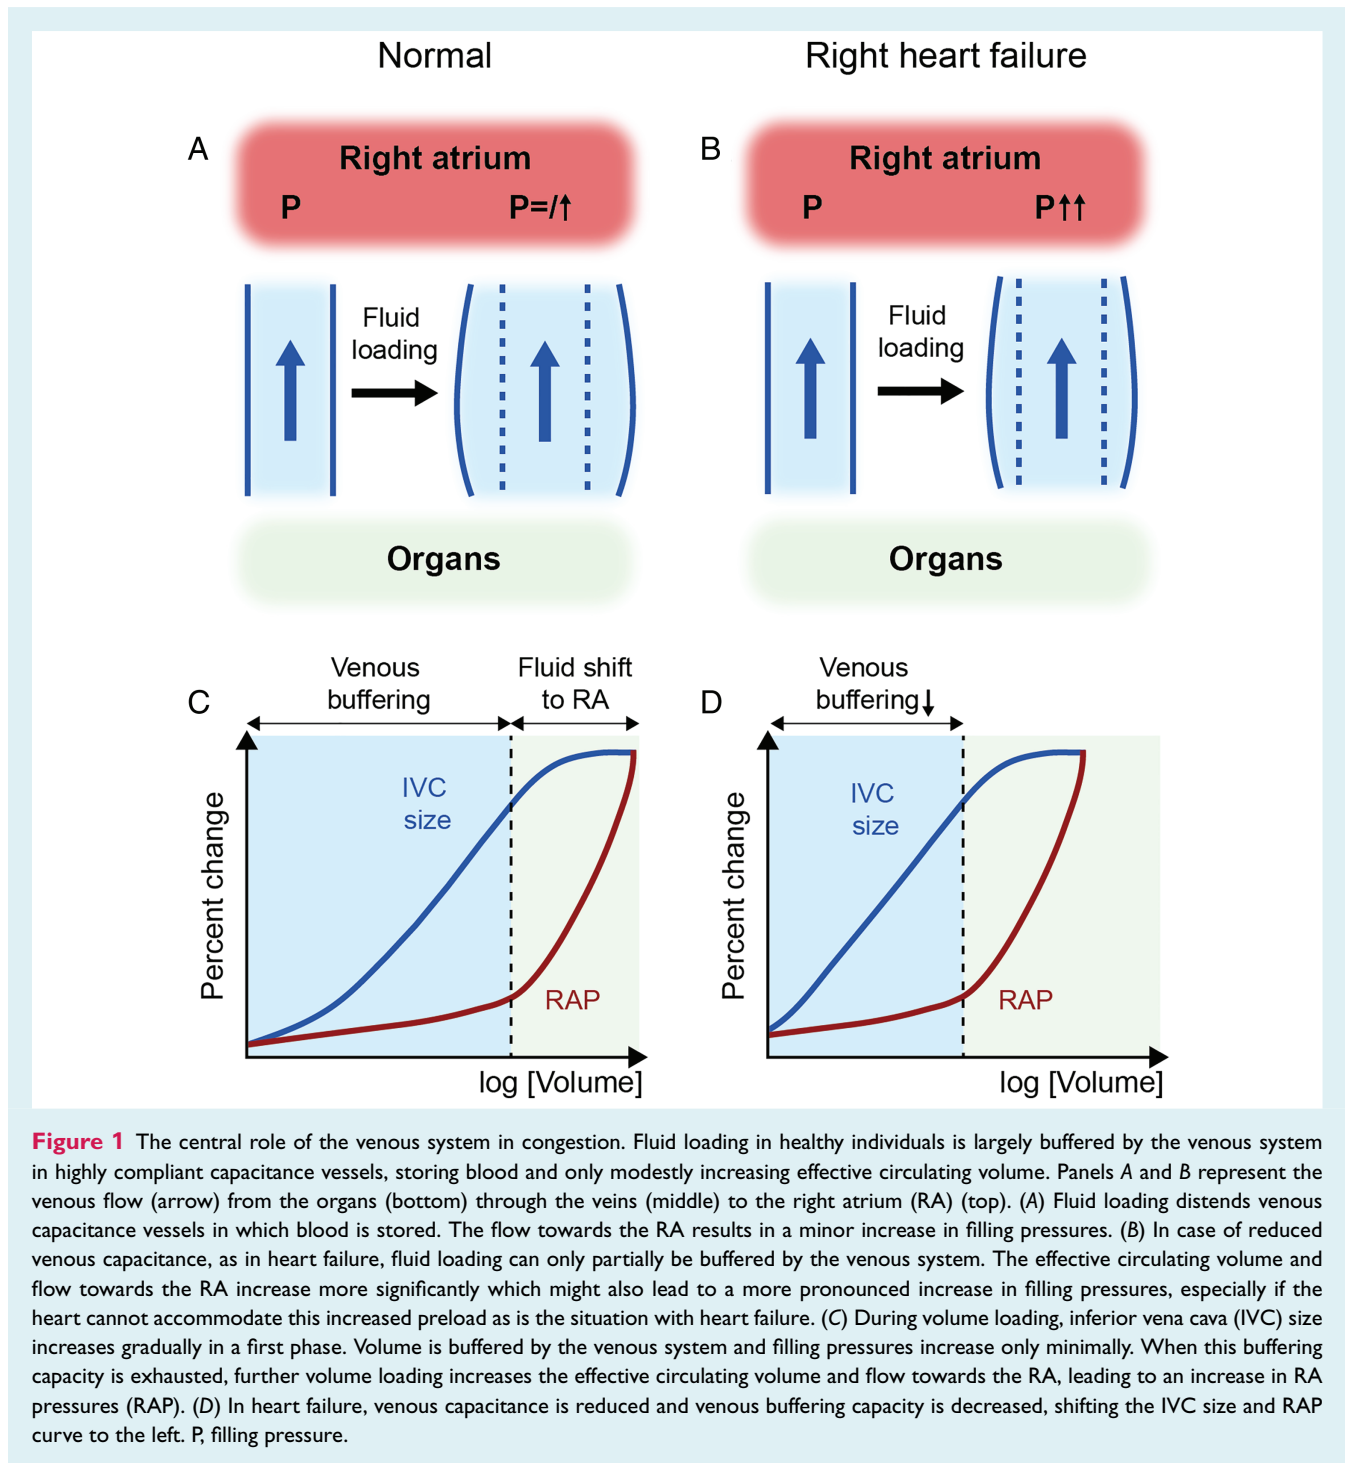 Normal
Right heart failure
A
Right atrium
P
P=/↑
Fluid
loading
Organs
B
Right atrium
P
P↑↑
Fluid
loading
Organs
C
Venous
buffering
Fluid shift
to RA
IVC
size
RAP
Percent change
log [Volume]
D
Venous
buffering↓
IVC
size
RAP
Percent change
log [Volume]
Figure 1 The central role of the venous system in congestion. Fluid loading in healthy individuals is largely buffered by the venous system
in highly compliant capacitance vessels, storing blood and only modestly increasing effective circulating volume. Panels A and B represent the
venous flow (arrow) from the organs (bottom) through the veins (middle) to the right atrium (RA) (top). (A) Fluid loading distends venous
capacitance vessels in which blood is stored. The flow towards the RA results in a minor increase in filling pressures. (B) In case of reduced
venous capacitance, as in heart failure, fluid loading can only partially be buffered by the venous system. The effective circulating volume and
flow towards the RA increase more significantly which might also lead to a more pronounced increase in filling pressures, especially if the
heart cannot accommodate this increased preload as is the situation with heart failure. (C) During volume loading, inferior vena cava (IVC) size
increases gradually in a first phase. Volume is buffered by the venous system and filling pressures increase only minimally. When this buffering
capacity is exhausted, further volume loading increases the effective circulating volume and flow towards the RA, leading to an increase in RA
pressures (RAP). (D) In heart failure, venous capacitance is reduced and venous buffering capacity is decreased, shifting the IVC size and RAP
curve to the left. P, filling pressure.